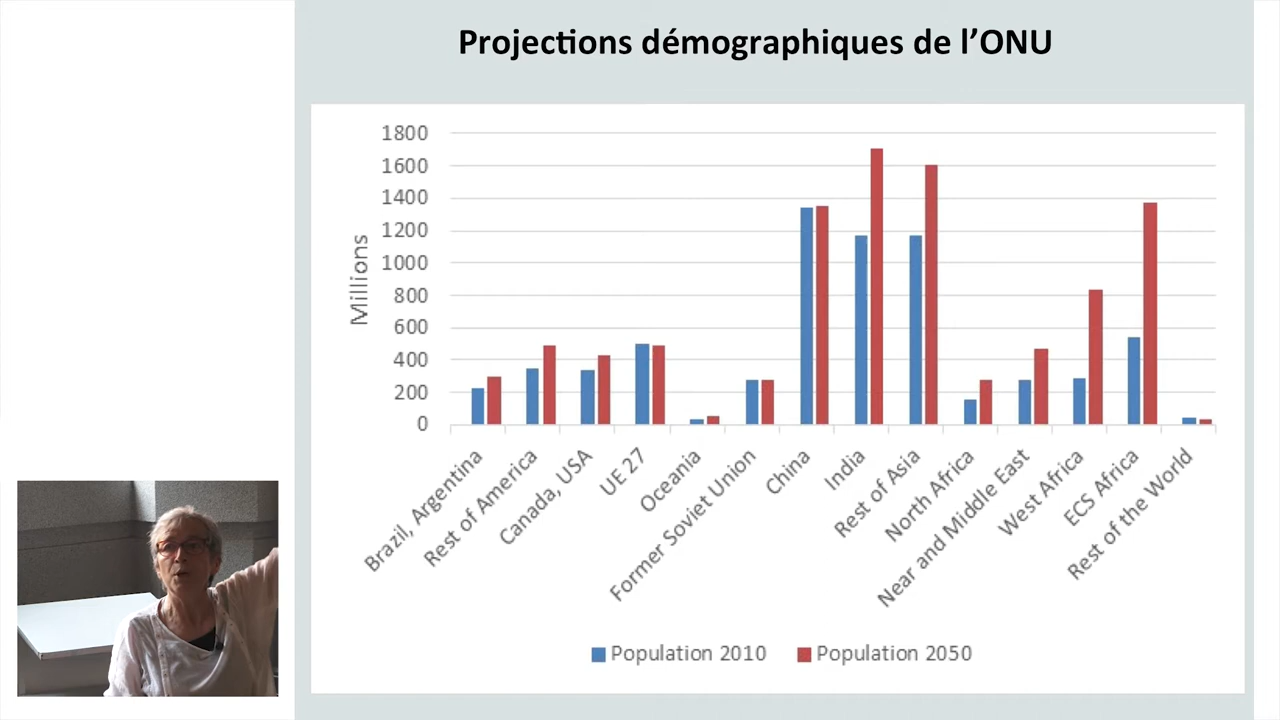 Projections démographiques de l’ONU
Millions
1800
1600
1400
1200
1000
800
600
400
200
0
Brazil, Argentina
Rest of America
Canada, USA
UE 27
Oceania
Former Soviet Union
China
India
Rest of Asia
North Africa
Near and Middle East
West Africa
ECS Africa
Rest of the World
Population 2010
Population 2050